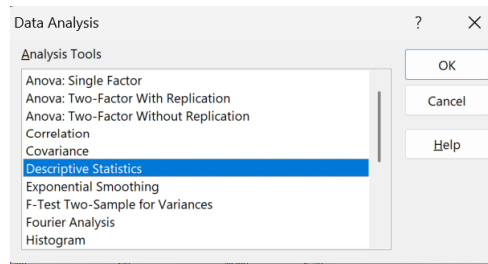 Data Analysis ?
Analysis Tools
Anova: Single Factor
Anova: Two-Factor With Replication
Anova: Two-Factor Without Replication
Correlation
Covariance
Descriptive Statistics
Exponential Smoothing
F-Test Two-Sample for Variances
Fourier Analysis
Histogram
OK
Cancel
Help